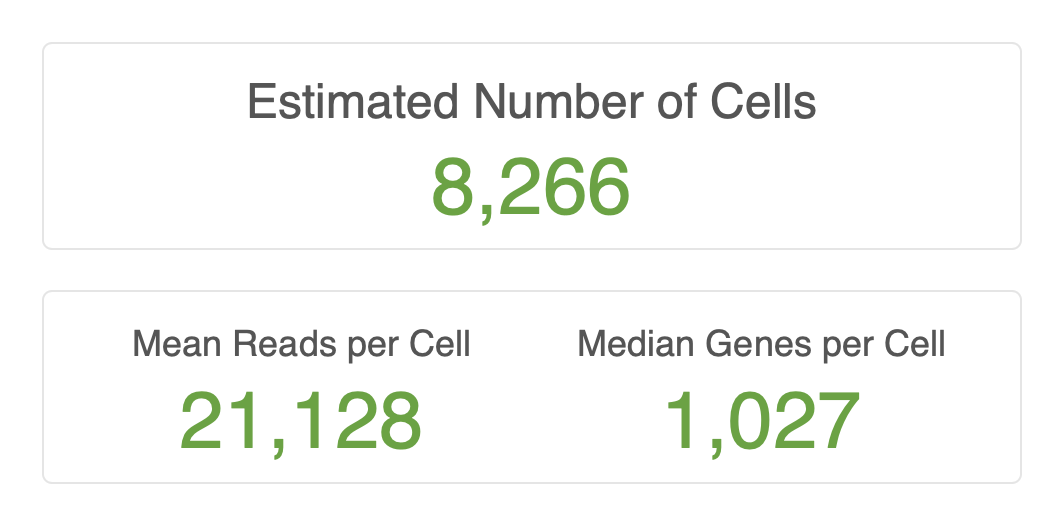 Estimated Number of Cells
8,266
Mean Reads per Cell
Median Genes per Cell
21,128
1,027